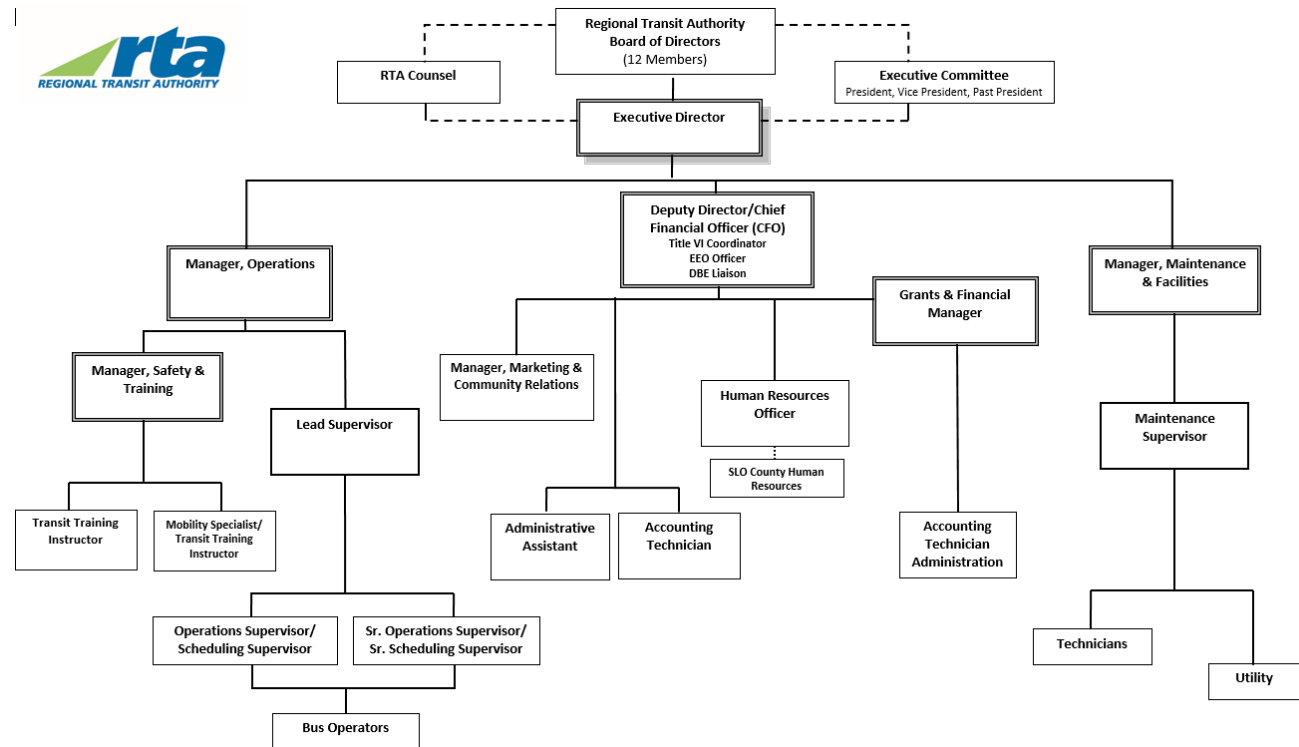 rta
REGIONAL TRANSIT AUTHORITY
Regional Transit Authority
Board of Directors
(12 Members)
RTA Counsel
Executive Committee
President, Vice President, Past President
Executive Director
Deputy Director/Chief
Financial Officer (CFO)
Title VI Coordinator
EEO Officer
DBE Liaison
Manager, Operations
Manager, Maintenance
& Facilities
Grants & Financial
Manager
Manager, Safety &
Training
Manager, Marketing &
Community Relations
Human Resources
Officer
Lead Supervisor
Maintenance
Supervisor
SLO County Human
Resources
Transit Training
Instructor
Mobility Specialist/
Transit Training
Instructor
Administrative
Assistant
Accounting
Technician
Accounting
Technician
Administration
Operations Supervisor/
Scheduling Supervisor
Sr. Operations Supervisor/
Sr. Scheduling Supervisor
Technicians
Utility
Bus Operators